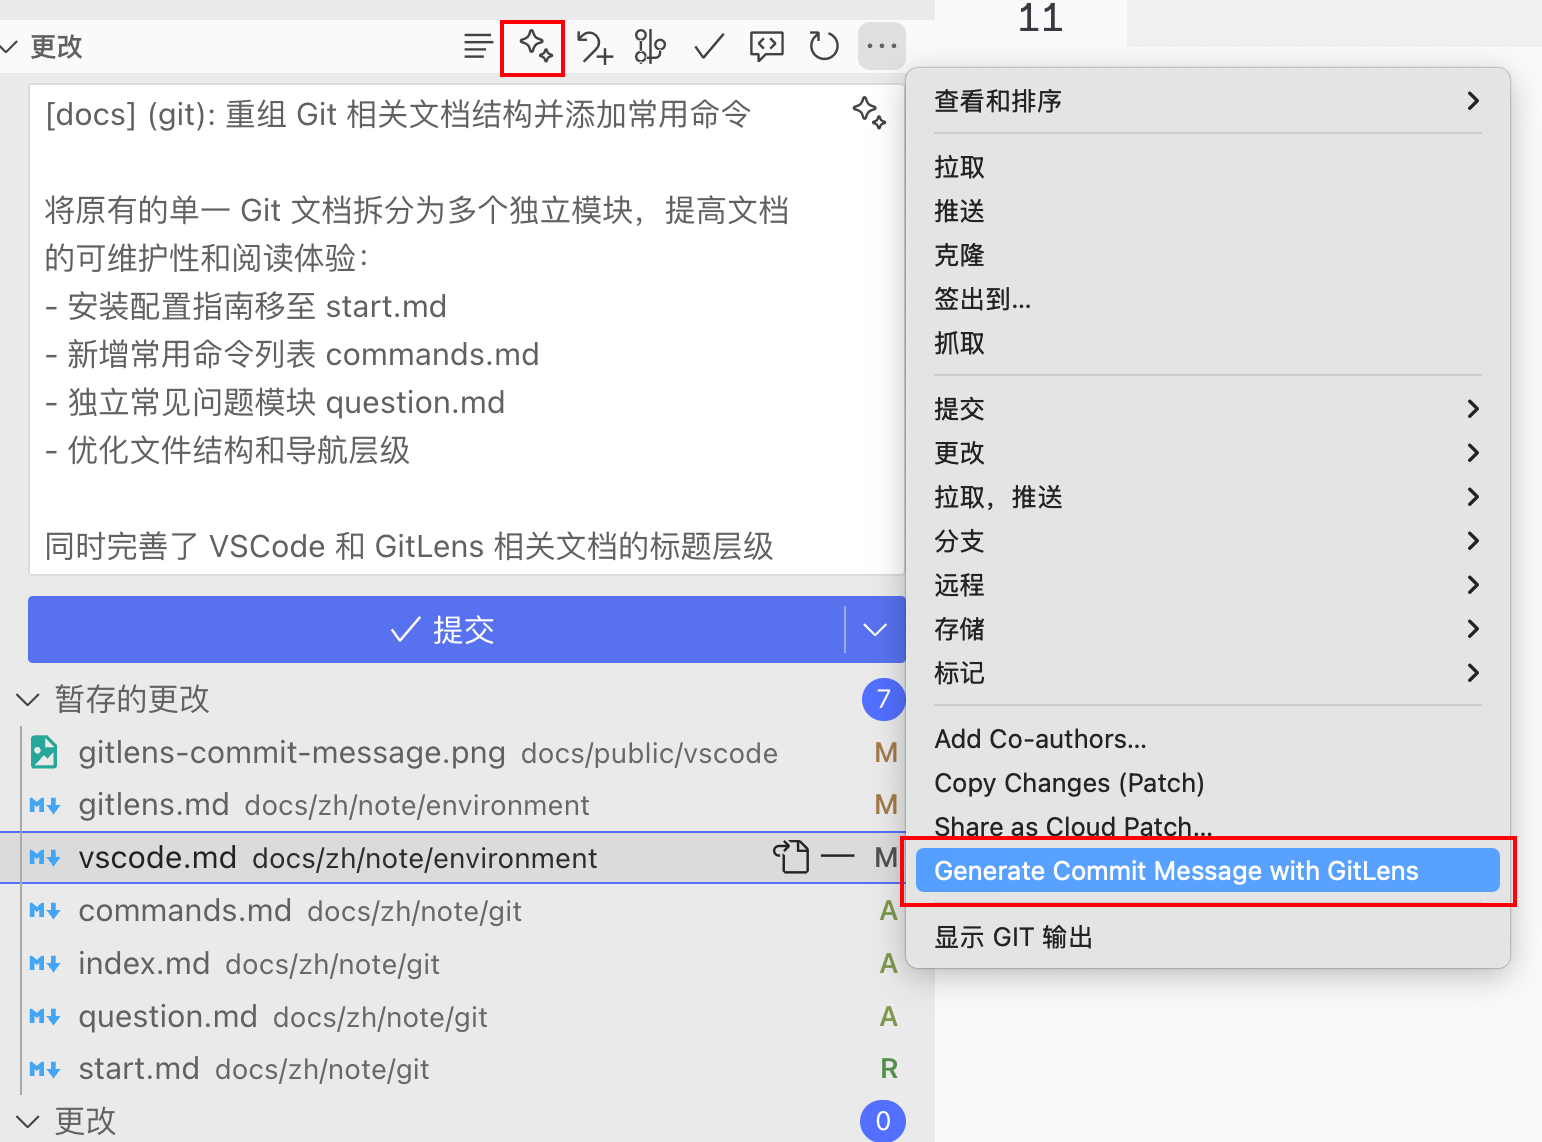 11
更改
[docs] (git): 重组 Git 相关文档结构并添加常用命令
将原有的单一 Git 文档拆分为多个独立模块，提高文档
的可维护性和阅读体验：
- 安装配置指南移至 start.md
- 新增常用命令列表 commands.md
- 独立常见问题模块 question.md
- 优化文件结构和导航层级
同时完善了 VSCode 和 GitLens 相关文档的标题层级
提交
暂存的更改 7
gitlens-commit-message.png docs/public/vscode M
gitlens.md docs/zh/note/environment M
vscode.md docs/zh/note/environment M
commands.md docs/zh/note/git A
index.md docs/zh/note/git A
question.md docs/zh/note/git A
start.md docs/zh/note/git R
更改 0
查看和排序
拉取
推送
克隆
签出到...
抓取
提交
更改
拉取，推送
分支
远程
存储
标记
Add Co-authors...
Copy Changes (Patch)
Share as Cloud Patch...
Generate Commit Message with GitLens
显示 GIT 输出